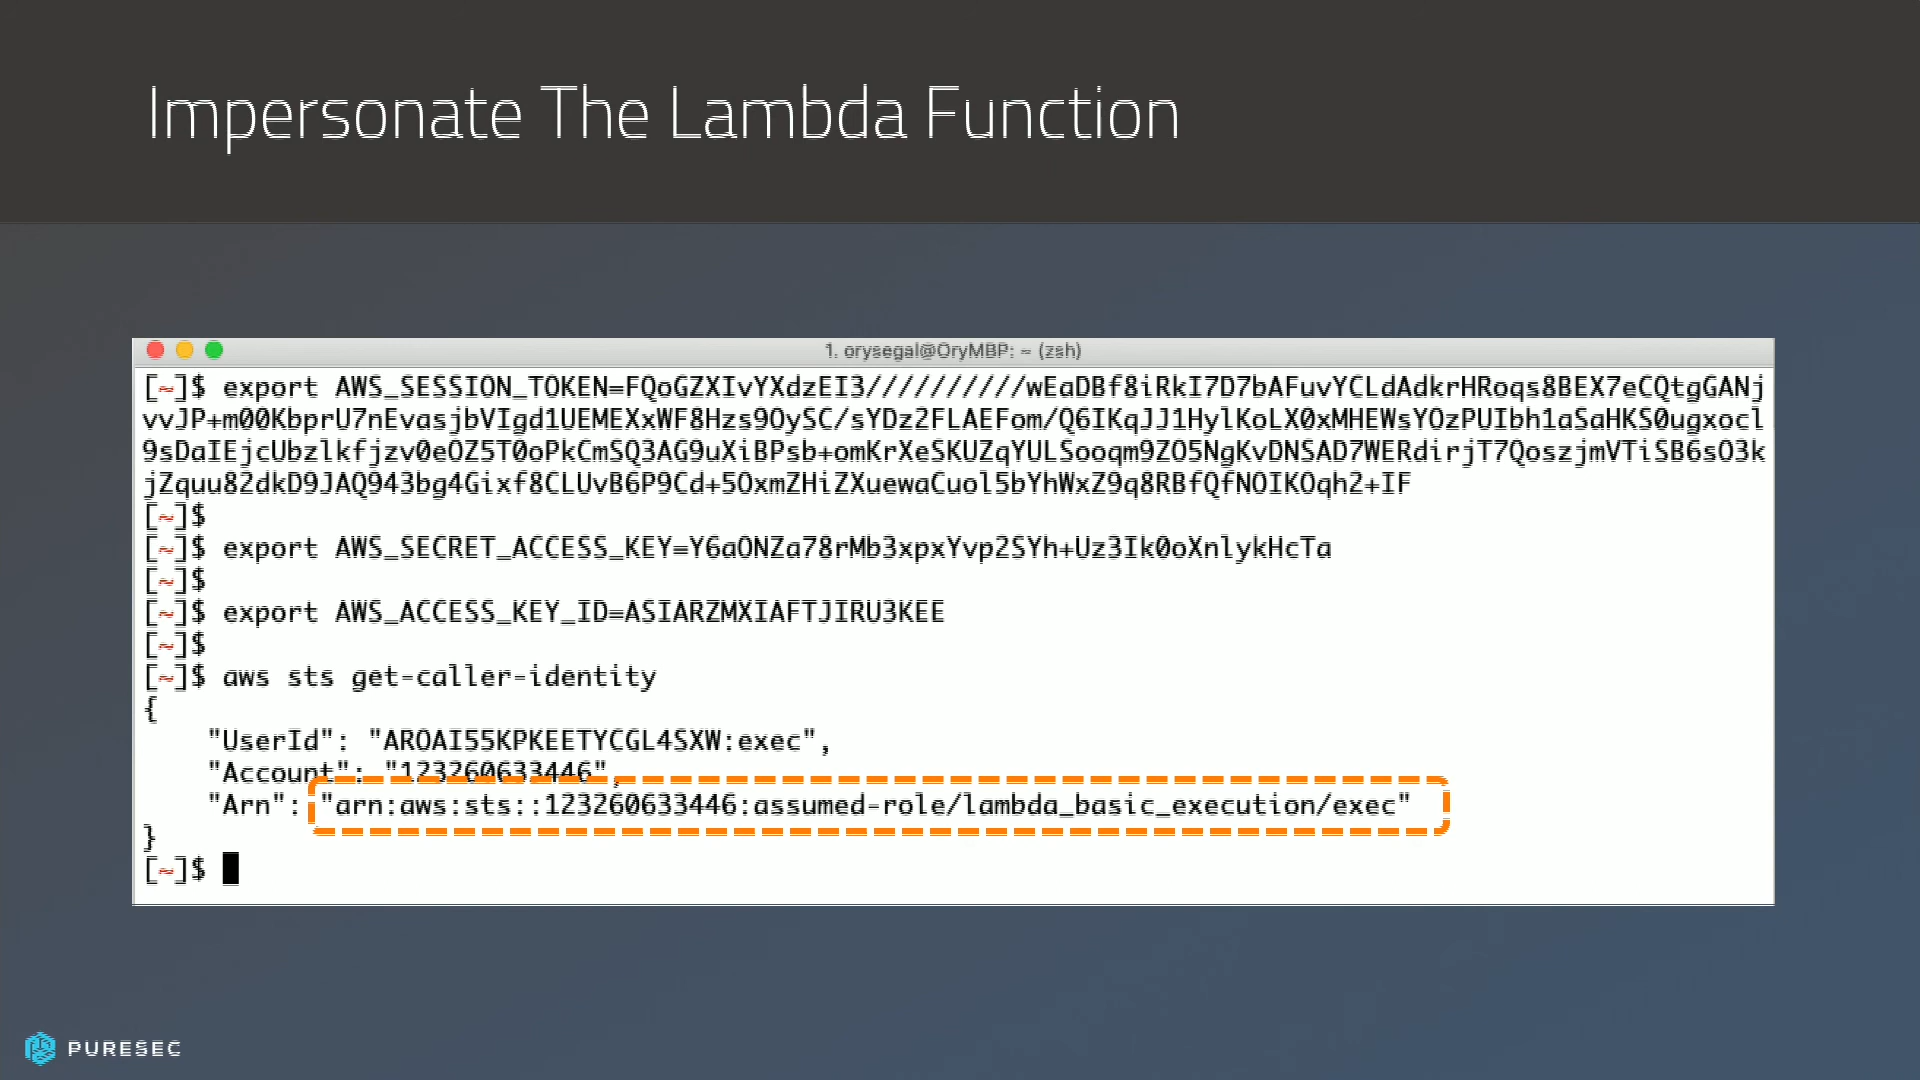 Impersonate The Lambda Function
1. orysegal@OryMBP: ~ (zsh)
[~]$ export AWS_SESSION_TOKEN=FQoGZXIvYXdzEI3//////////wEaDBf8iRkI7D7bAFuvYCLdAdkrHRoqs8BEX7eCQtgGANj
vvJP+m00KbprU7nEvasjbVIgd1UEMEXxWF8Hzs9OySC/sYDz2FLAEFom/Q6IKqJJ1HylKoLX0xMHEWsYOzPUIbh1aSaHKS0ugxocl
9sDaIEjcUbzlkfjzv0eOZ5T0oPkCmSQ3AG9uXiBPsb+omKrXeSKUZqYULSooqm9ZO5NgKvDNSAD7WERdirjT7QoszjmVTiSB6sO3k
jZquu82dkD9JAQ943bg4Gixf8CLUvB6P9Cd+5OxmZHiZXuewaCuol5bYhWxZ9q8RBfQfNOIKOqh2+IF
[~]$
[~]$ export AWS_SECRET_ACCESS_KEY=Y6aONZa78rMb3xpxYvp2SYh+Uz3Ik0oXnlykHcTa
[~]$
[~]$ export AWS_ACCESS_KEY_ID=ASIARZMXIAFTJIRU3KEE
[~]$
[~]$ aws sts get-caller-identity
{
"UserId": "AROAI55KPKEETYCGL4SXW:exec",
"Account": "123260633446",
"Arn": "arn:aws:sts::123260633446:assumed-role/lambda_basic_execution/exec"
}
[~]$
PURESEC